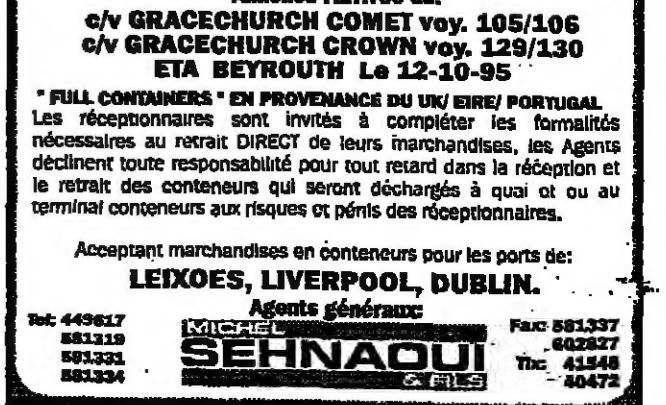 c/v GRACECHURCH COMET voy. 105/106
c/v GRACECHURCH CROWN voy. 129/130
ETA BEYROUTH Le 12-10-95
" FULL CONTAINERS " EN PROVENANCE DU UK/ EIRE/ PORTUGAL
Les réceptionnaires sont invités à compléter les formalités
nécessaires au retrait DIRECT de leurs marchandises, les Agents
déclinent toute responsabilité pour tout retard dans la réception et
le retrait des conteneurs qui seront déchargés à quai et ou au
terminal conteneurs aux risques et périls des réceptionnaires.
Acceptant marchandises en conteneurs pour les ports de:
LEIXOES, LIVERPOOL, DUBLIN.
Agents généraux:
Tel: 449617
581319
581331
581334
MICHEL
SEHNAOUI
& FILS
Fax: 581337
602827
Tlx: 41548
40472